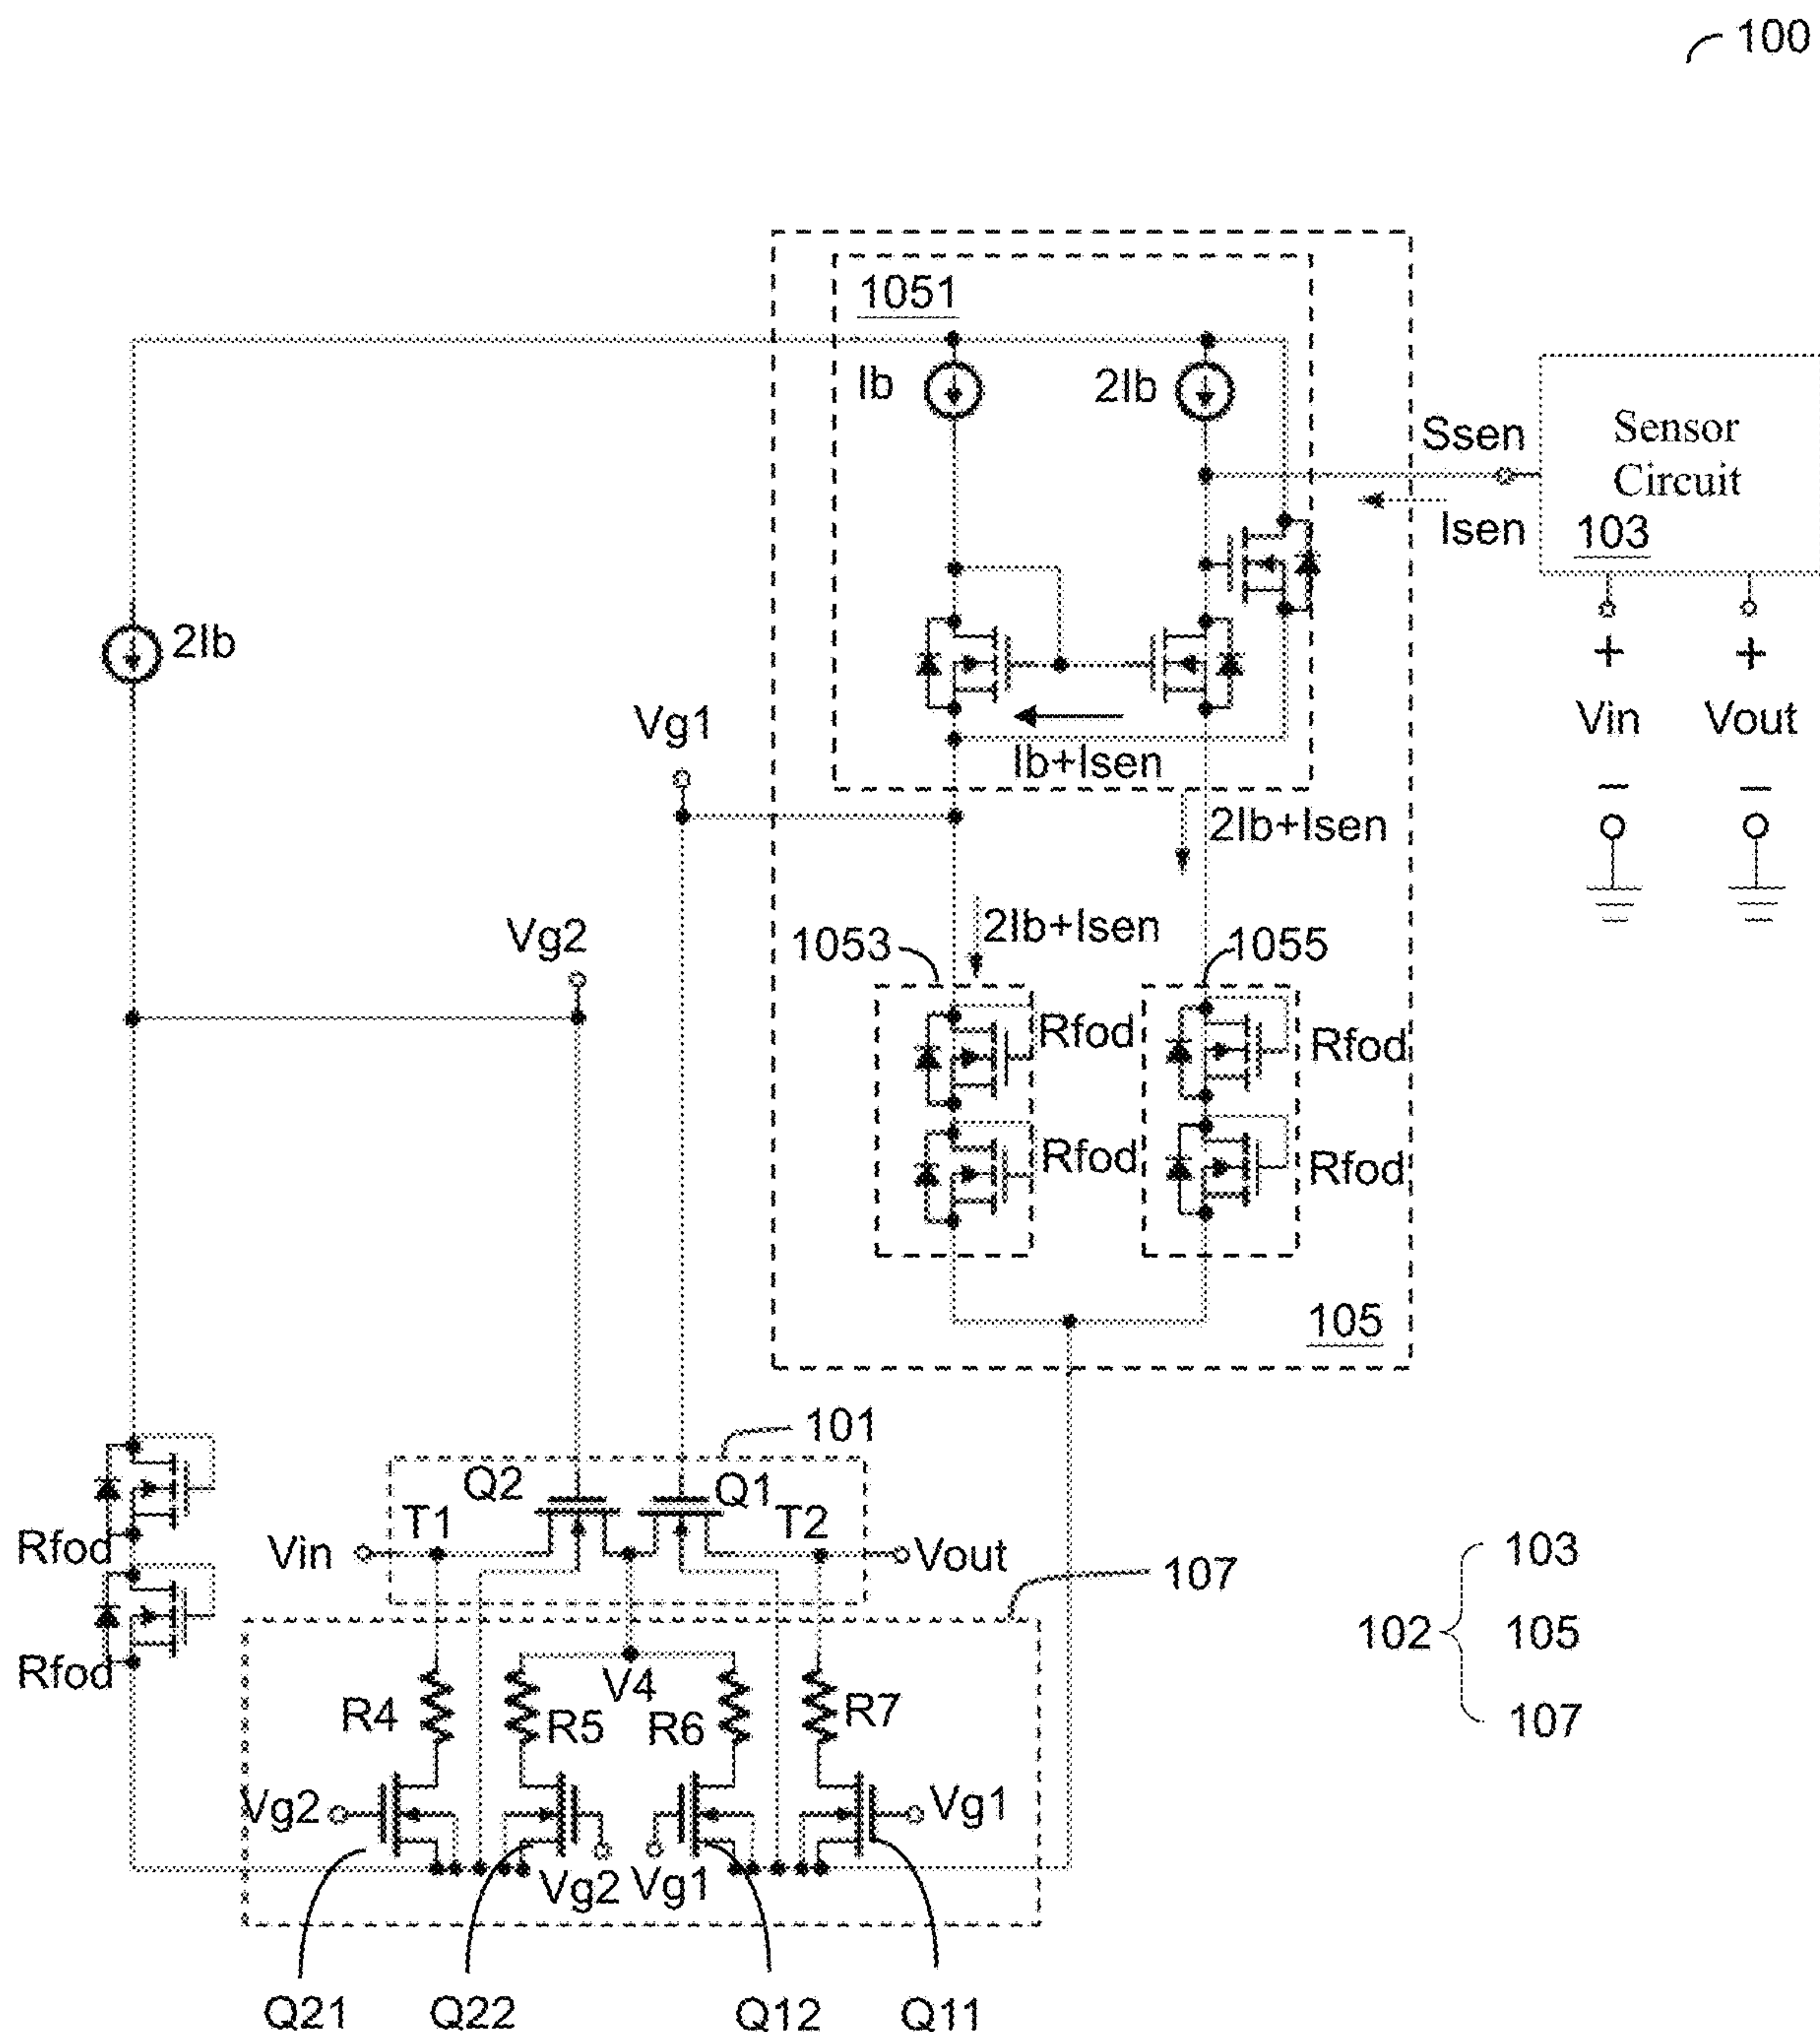 100
1051
Ib
2Ib
Ssen
Sensor
Circuit
Isen
103
2Ib
+
+
Vg1
Vin
Vout
Ib+Isen
−
−
2Ib+Isen
Vg2
2Ib+Isen
1053
1055
Rfod
Rfod
Rfod
Rfod
105
101
Q2
Q1
T1
T2
Vin
Vout
Rfod
107
103
102
105
107
Rfod
V4
R4
R5
R6
R7
Vg2
Vg1
Vg2
Vg1
Q21
Q22
Q12
Q11